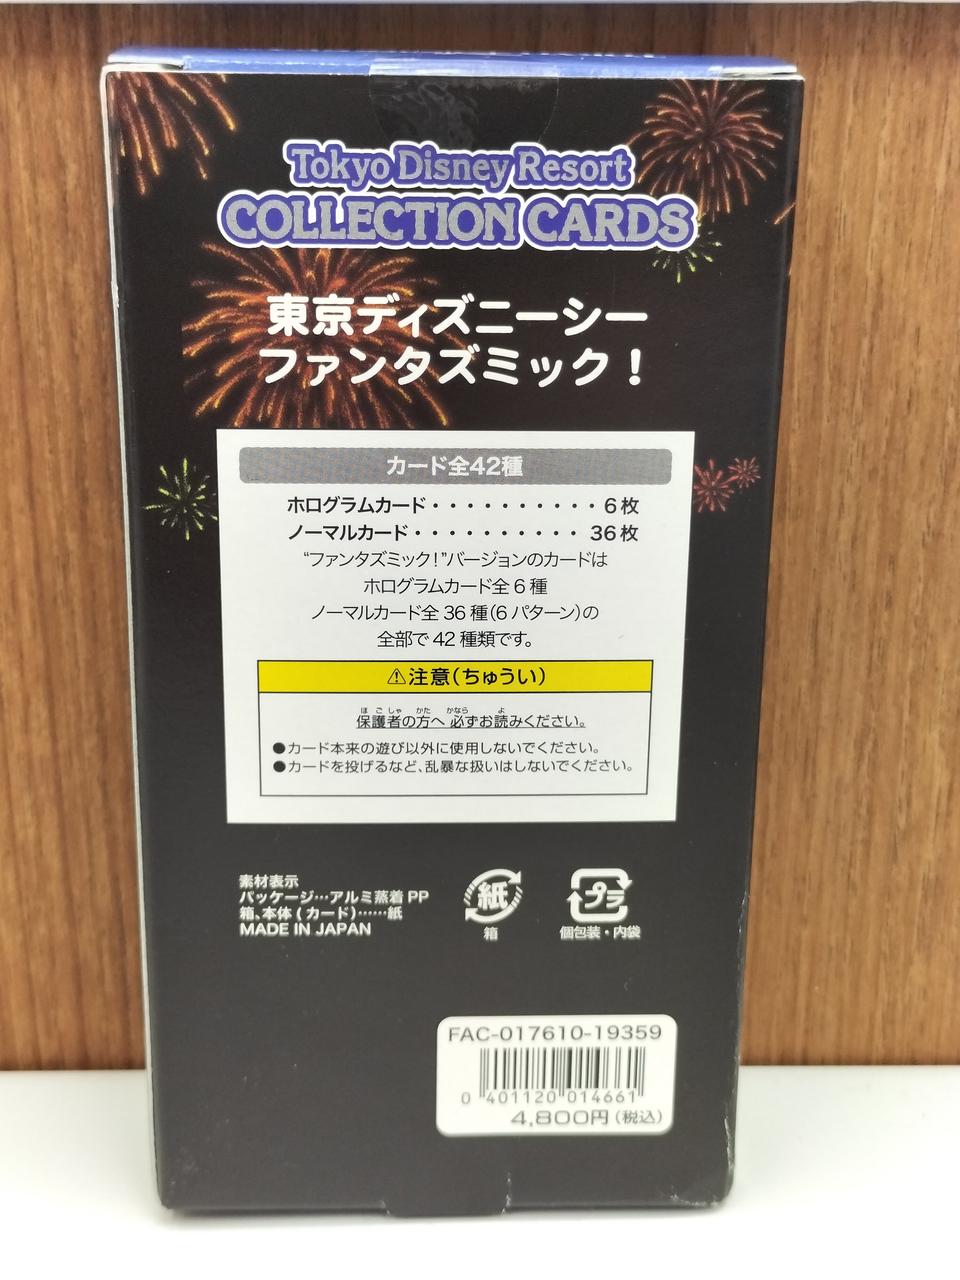 Tokyo Disney Resort
COLLECTION CARDS
東京ディズニーシー
ファンタズミック！
カード全42種
ホログラムカード・・・・・・・・・・6枚
ノーマルカード・・・・・・・・・・36枚
“ファンタズミック！”バージョンのカードは
ホログラムカード全6種
ノーマルカード全36種（6パターン）の
全部で42種類です。
⚠注意（ちゅうい）
ほごしゃ かた かなら よ
保護者の方へ 必ずお読みください。
●カード本来の遊び以外に使用しないでください。
●カードを投げるなど、乱暴な扱いはしないでください。
素材表示
パッケージ…アルミ蒸着PP
箱、本体（カード）……紙
MADE IN JAPAN
紙
箱
プラ
個包装・内袋
FAC-017610-19359
0 401120 014661
4,800円（税込）